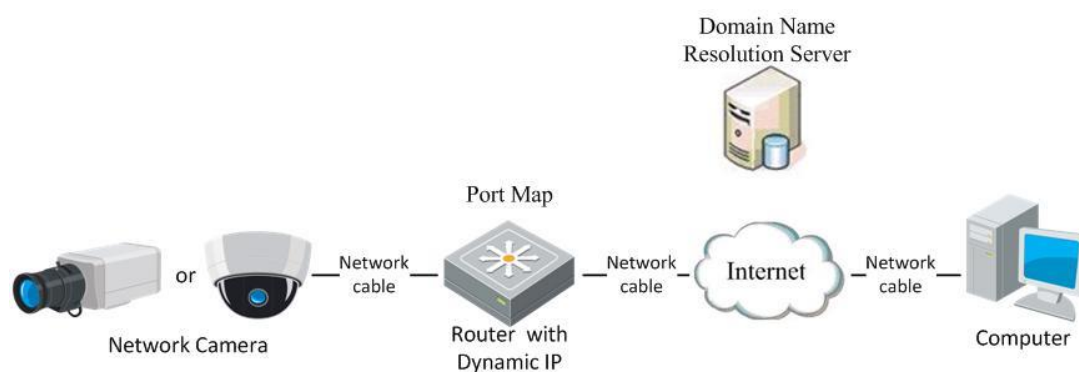 Domain Name
Resolution Server
Port Map
or
Network
cable
Network
cable
Internet
Network
cable
Network Camera
Router with
Dynamic IP
Computer